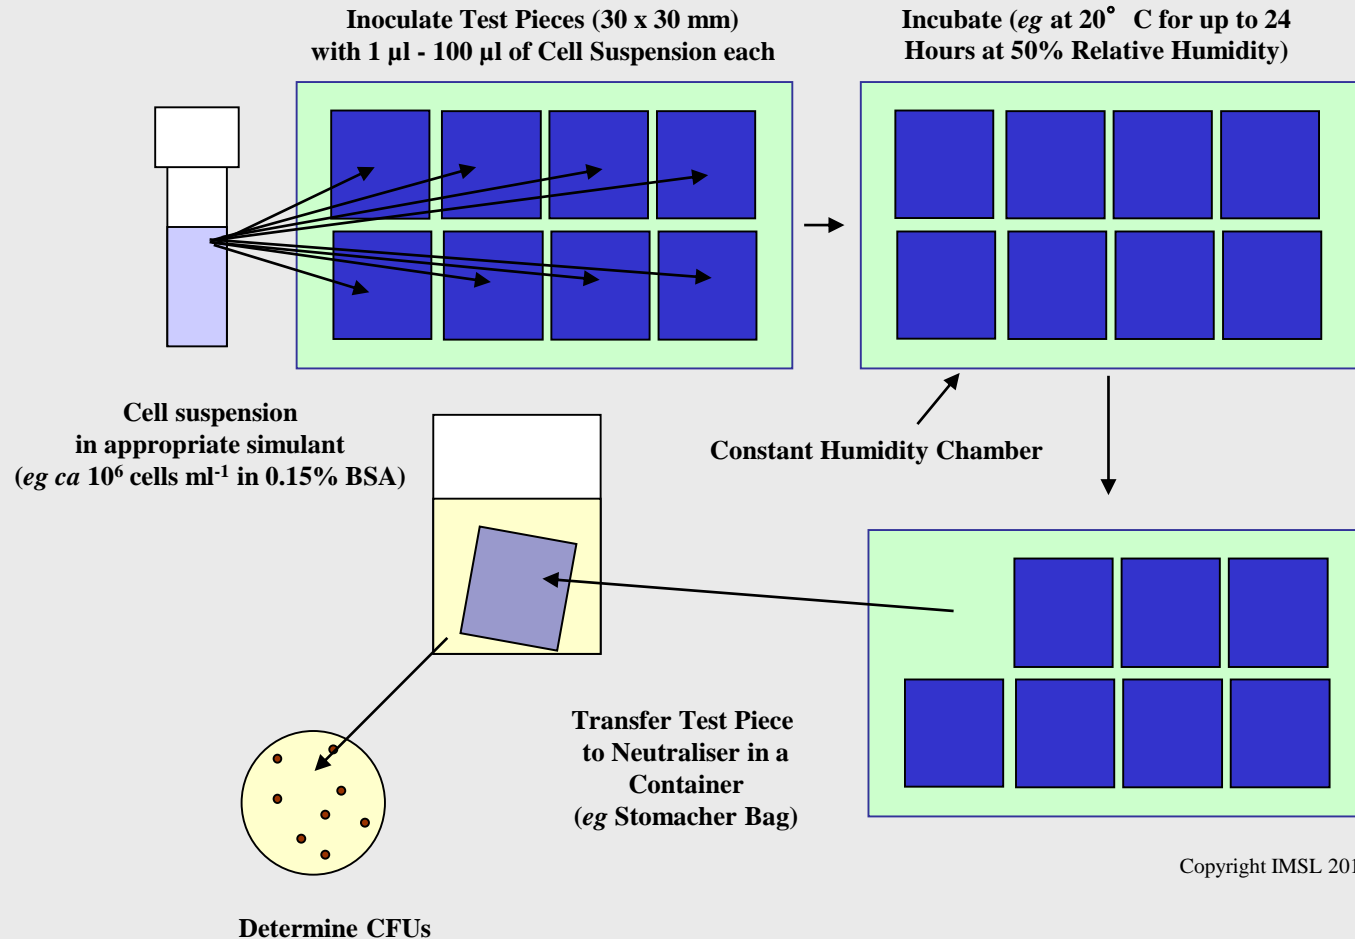 Inoculate Test Pieces (30 x 30 mm)
with 1 µl - 100 µl of Cell Suspension each
Incubate (eg at 20° C for up to 24
Hours at 50% Relative Humidity)
Cell suspension
in appropriate simulant
(eg ca 10⁶ cells ml⁻¹ in 0.15% BSA)
Constant Humidity Chamber
Transfer Test Piece
to Neutraliser in a
Container
(eg Stomacher Bag)
Copyright IMSL 201
Determine CFUs